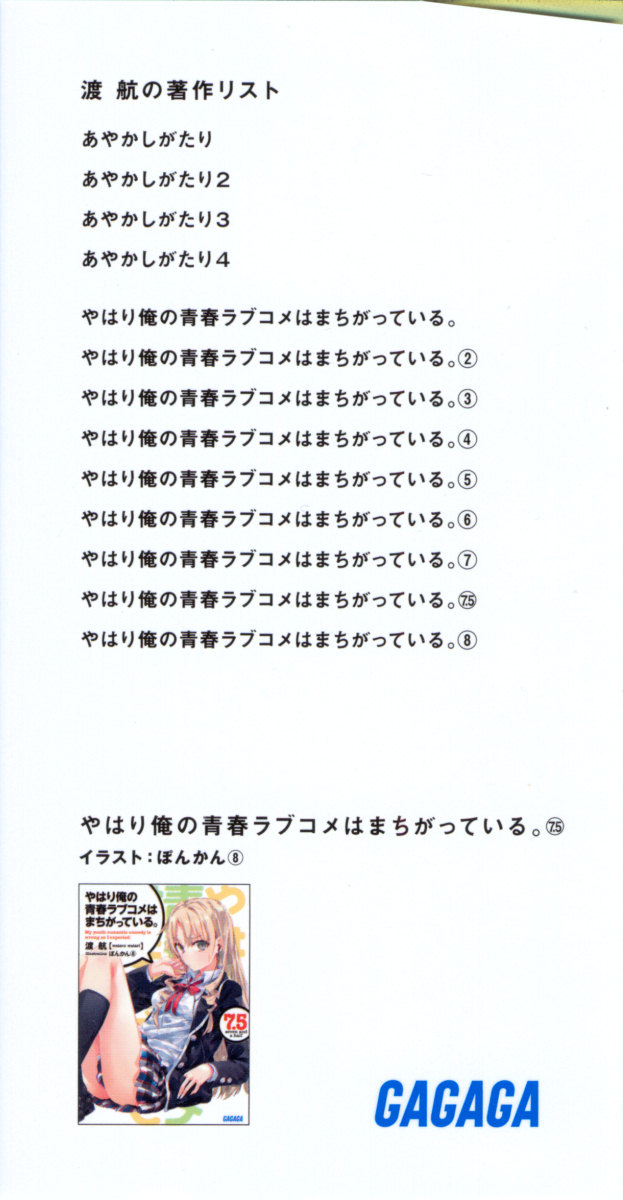 渡 航の著作リスト
あやかしがたり
あやかしがたり2
あやかしがたり3
あやかしがたり4
やはり俺の青春ラブコメはまちがっている。
やはり俺の青春ラブコメはまちがっている。②
やはり俺の青春ラブコメはまちがっている。③
やはり俺の青春ラブコメはまちがっている。④
やはり俺の青春ラブコメはまちがっている。⑤
やはり俺の青春ラブコメはまちがっている。⑥
やはり俺の青春ラブコメはまちがっている。⑦
やはり俺の青春ラブコメはまちがっている。7.5
やはり俺の青春ラブコメはまちがっている。⑧
やはり俺の青春ラブコメはまちがっている。7.5
イラスト：ぽんかん⑧
やはり俺の
青春ラブコメは
まちがっている。
My youth romantic comedy is
wrong as I expected.
渡 航【wataru watari】
illustration ぽんかん⑧
7.5
seven and
a half
GAGAGA
GAGAGA